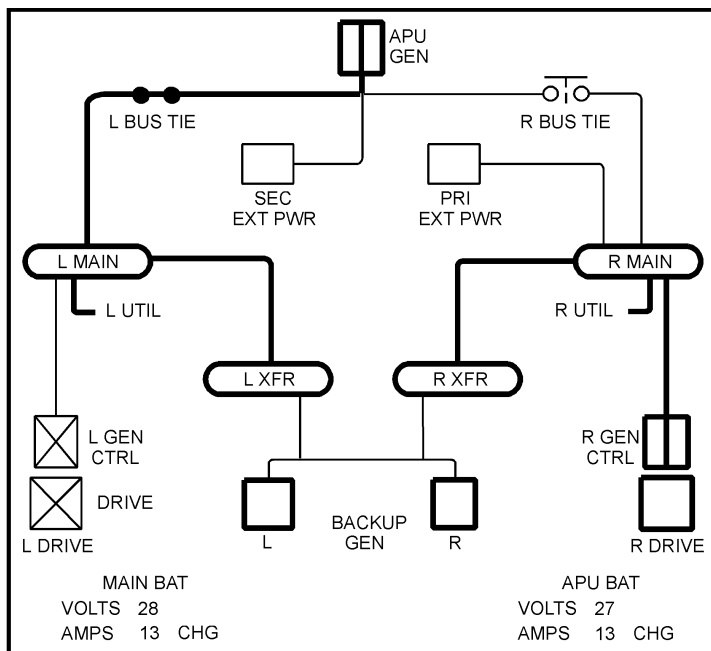 APU
GEN
L BUS TIE
R BUS TIE
SEC
EXT PWR
PRI
EXT PWR
L MAIN
R MAIN
L UTIL
R UTIL
L XFR
R XFR
L GEN
CTRL
R GEN
CTRL
DRIVE
L DRIVE
L
BACKUP
GEN
R
R DRIVE
MAIN BAT
VOLTS 28
AMPS 13 CHG
APU BAT
VOLTS 27
AMPS 13 CHG